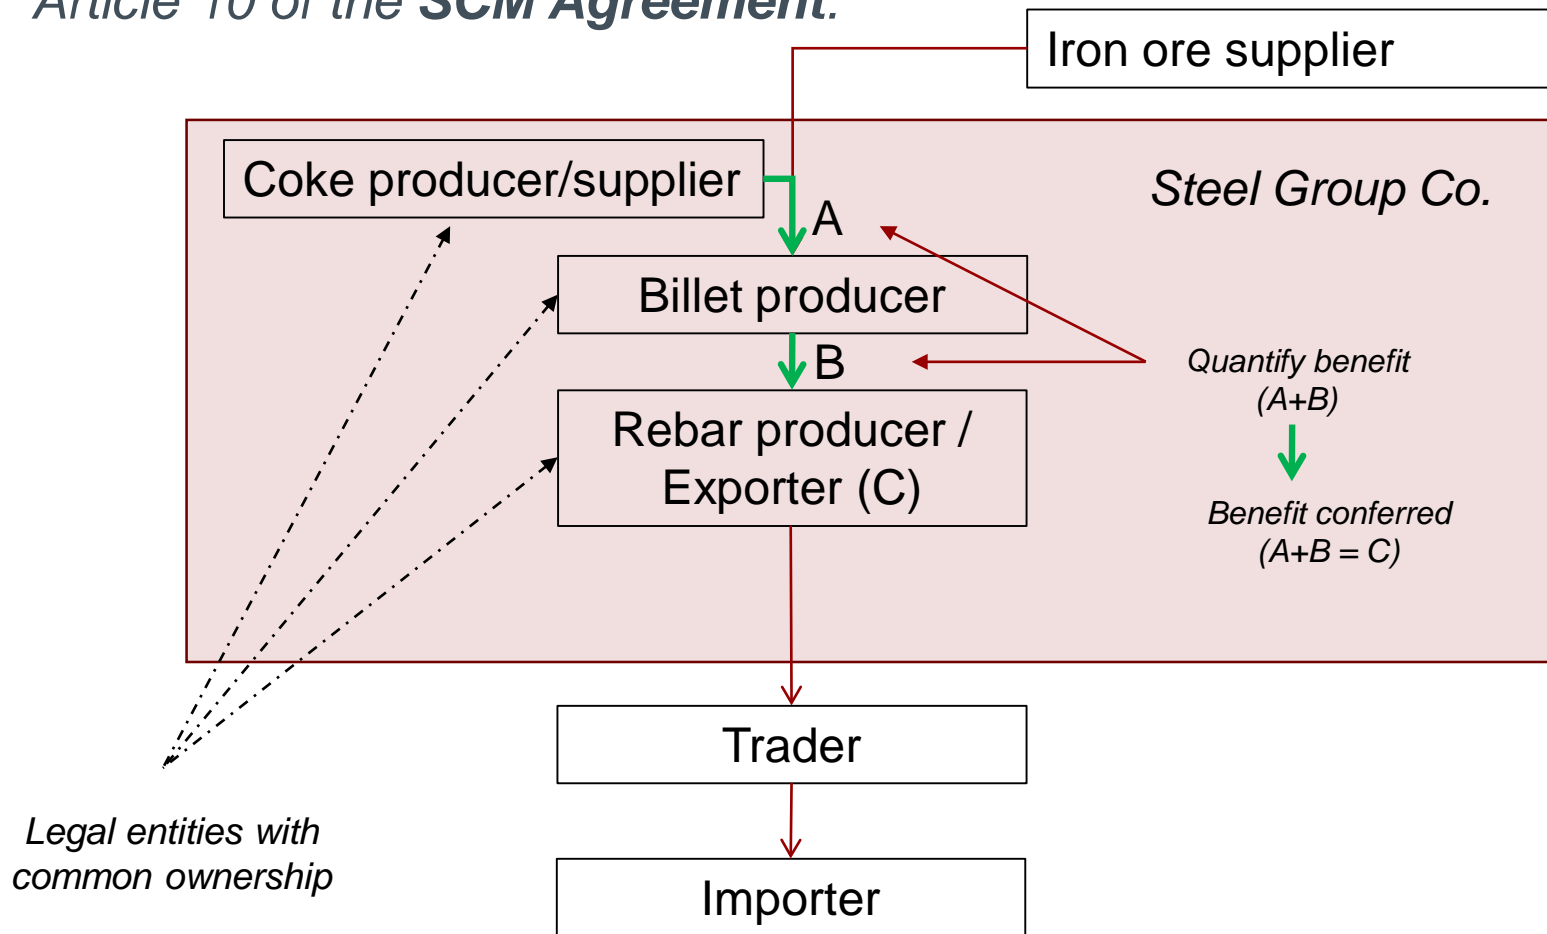 Article 10 of the SCM Agreement:
Iron ore supplier
Coke producer/supplier
Steel Group Co.
A
Billet producer
B
Quantify benefit
(A+B)
Rebar producer /
Exporter (C)
Benefit conferred
(A+B = C)
Trader
Legal entities with
common ownership
Importer